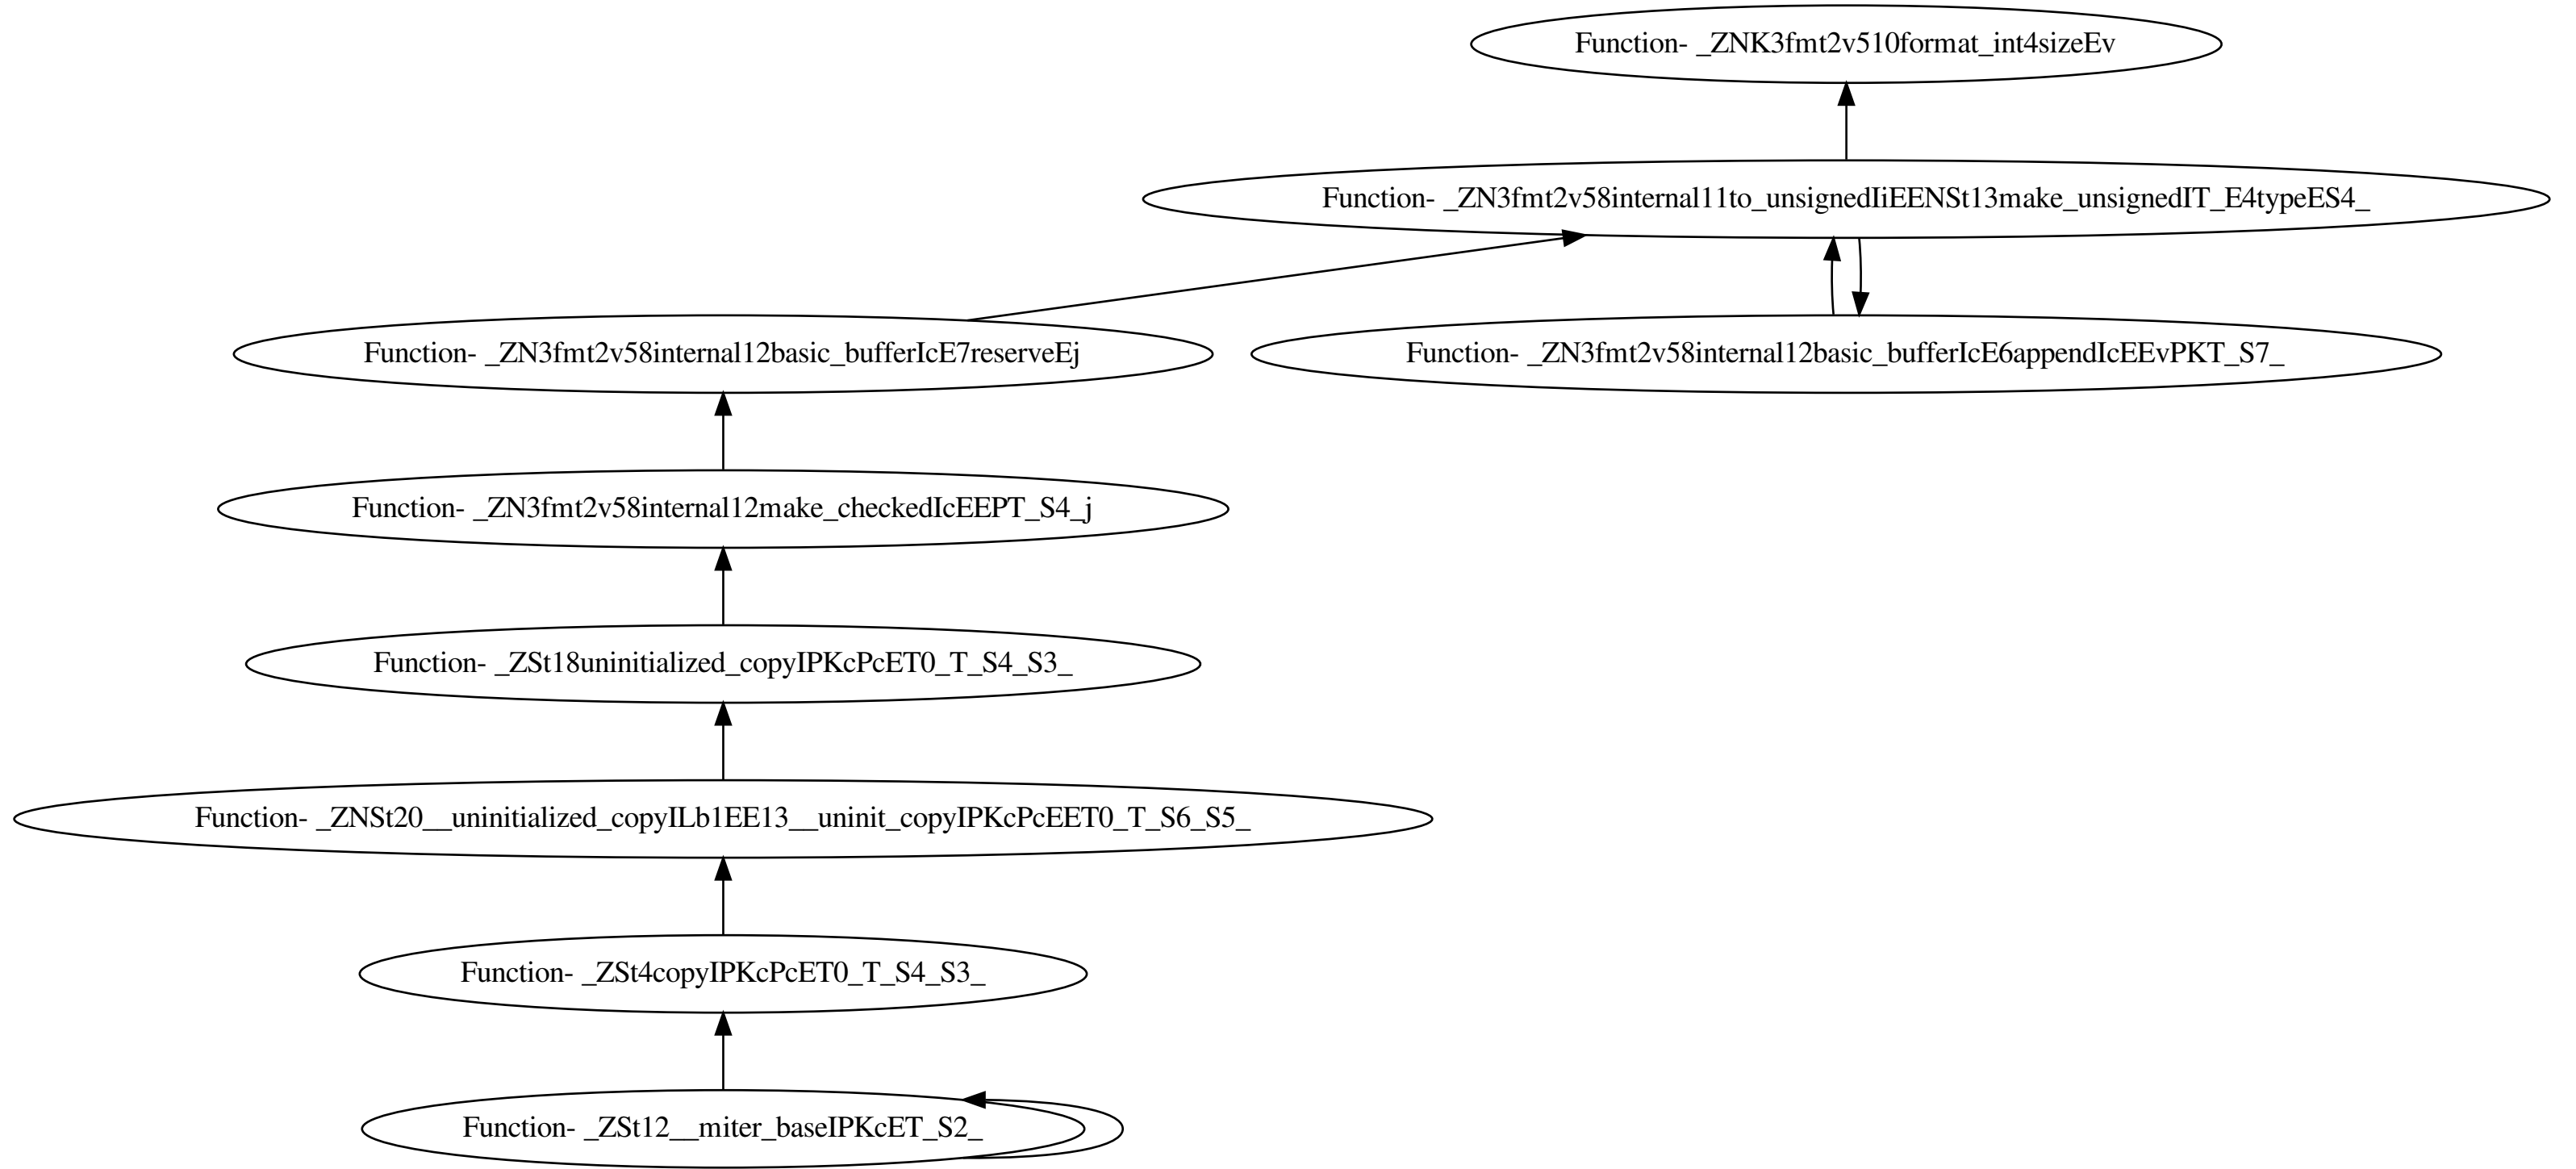 Function- _ZNK3fmt2v510format_int4sizeEv
Function- _ZN3fmt2v58internal11to_unsignedIiEENSt13make_unsignedIT_E4typeES4_
Function- _ZN3fmt2v58internal12basic_bufferIcE7reserveEj
Function- _ZN3fmt2v58internal12basic_bufferIcE6appendIcEEvPKT_S7_
Function- _ZN3fmt2v58internal12make_checkedIcEEPT_S4_j
Function- _ZSt18uninitialized_copyIPKcPcET0_T_S4_S3_
Function- _ZNSt20__uninitialized_copyILb1EE13__uninit_copyIPKcPcEET0_T_S6_S5_
Function- _ZSt4copyIPKcPcET0_T_S4_S3_
Function- _ZSt12__miter_baseIPKcET_S2_